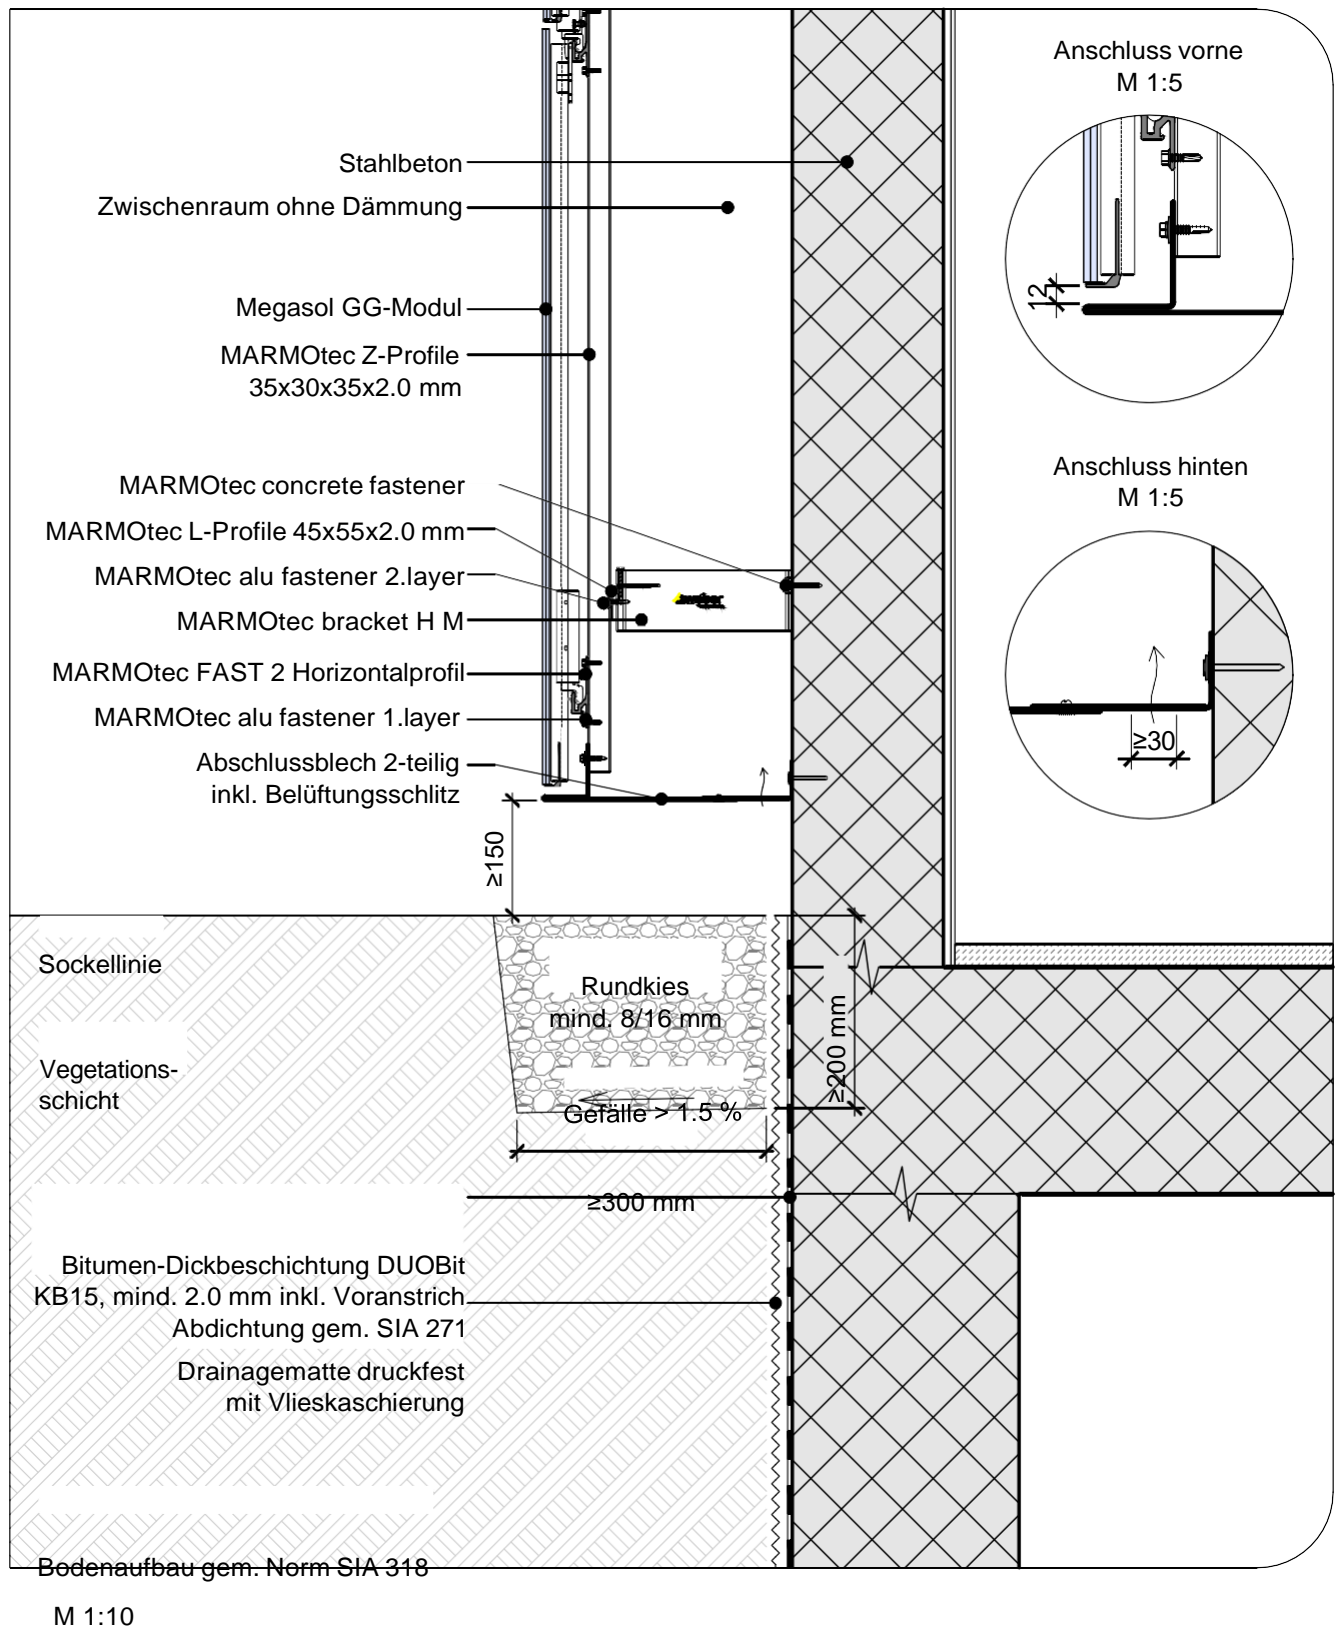 Anschluss vorne
M 1:5
12
Stahlbeton
Zwischenraum ohne Dämmung
Megasol GG-Modul
MARMOtec Z-Profile
35x30x35x2.0 mm
Anschluss hinten
M 1:5
≥30
MARMOtec concrete fastener
MARMOtec L-Profile 45x55x2.0 mm
MARMOtec alu fastener 2.layer
MARMOtec bracket H M
MARMOtec FAST 2 Horizontalprofil
MARMOtec alu fastener 1.layer
Abschlussblech 2-teilig
inkl. Belüftungsschlitz
≥150
Sockellinie
Rundkies
mind. 8/16 mm
≥200 mm
Vegetations-
schicht
Gefälle > 1.5 %
≥300 mm
Bitumen-Dickbeschichtung DUOBit
KB15, mind. 2.0 mm inkl. Voranstrich
Abdichtung gem. SIA 271
Drainagematte druckfest
mit Vlieskaschierung
Bodenaufbau gem. Norm SIA 318
M 1:10